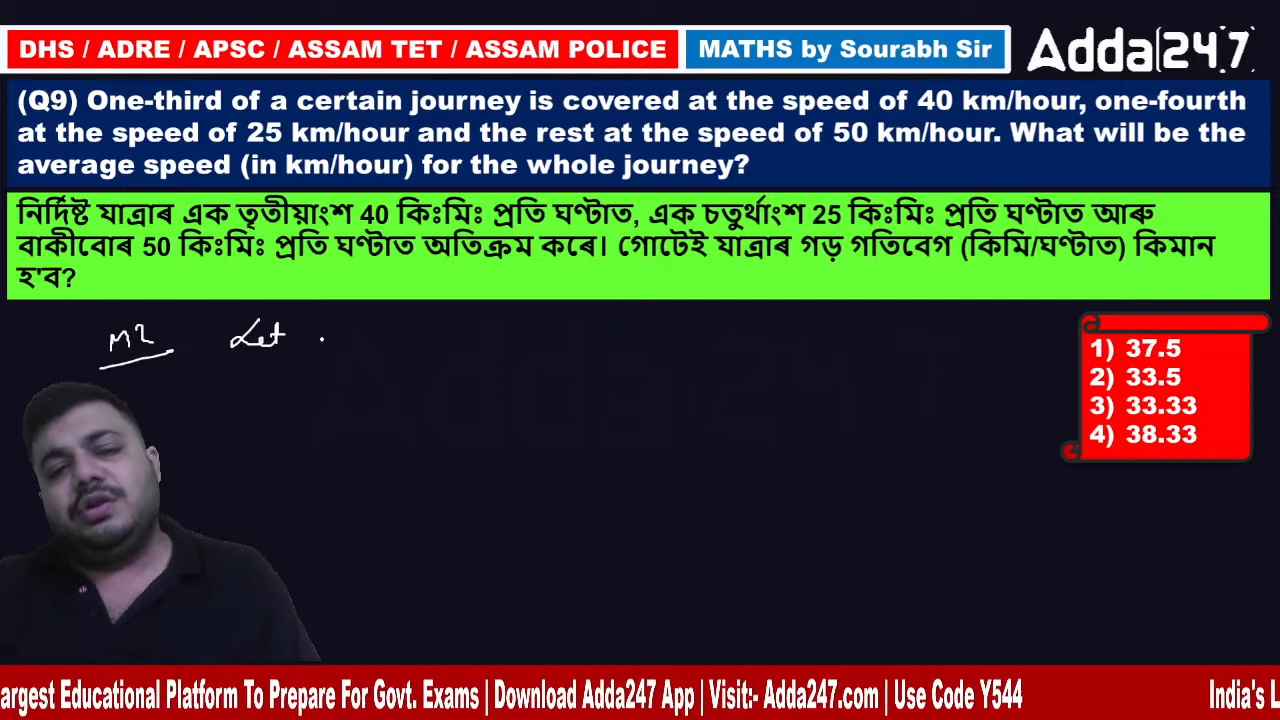 DHS / ADRE / APSC / ASSAM TET / ASSAM POLICE
MATHS by Sourabh Sir
Adda 247
(Q9) One-third of a certain journey is covered at the speed of 40 km/hour, one-fourth
at the speed of 25 km/hour and the rest at the speed of 50 km/hour. What will be the
average speed (in km/hour) for the whole journey?
নিৰ্দিষ্ট যাত্ৰাৰ এক তৃতীয়াংশ 40 কিঃমিঃ প্ৰতি ঘণ্টাত, এক চতুৰ্থাংশ 25 কিঃমিঃ প্ৰতি ঘণ্টাত আৰু
বাকীবোৰ 50 কিঃমিঃ প্ৰতি ঘণ্টাত অতিক্ৰম কৰে। গোটেই যাত্ৰাৰ গড় গতিবেগ (কিমি/ঘণ্টাত) কিমান
হ'ব?
M2 Let
1) 37.5
2) 33.5
3) 33.33
4) 38.33
argest Educational Platform To Prepare For Govt. Exams | Download Adda247 App | Visit:- Adda247.com | Use Code Y544
India's L